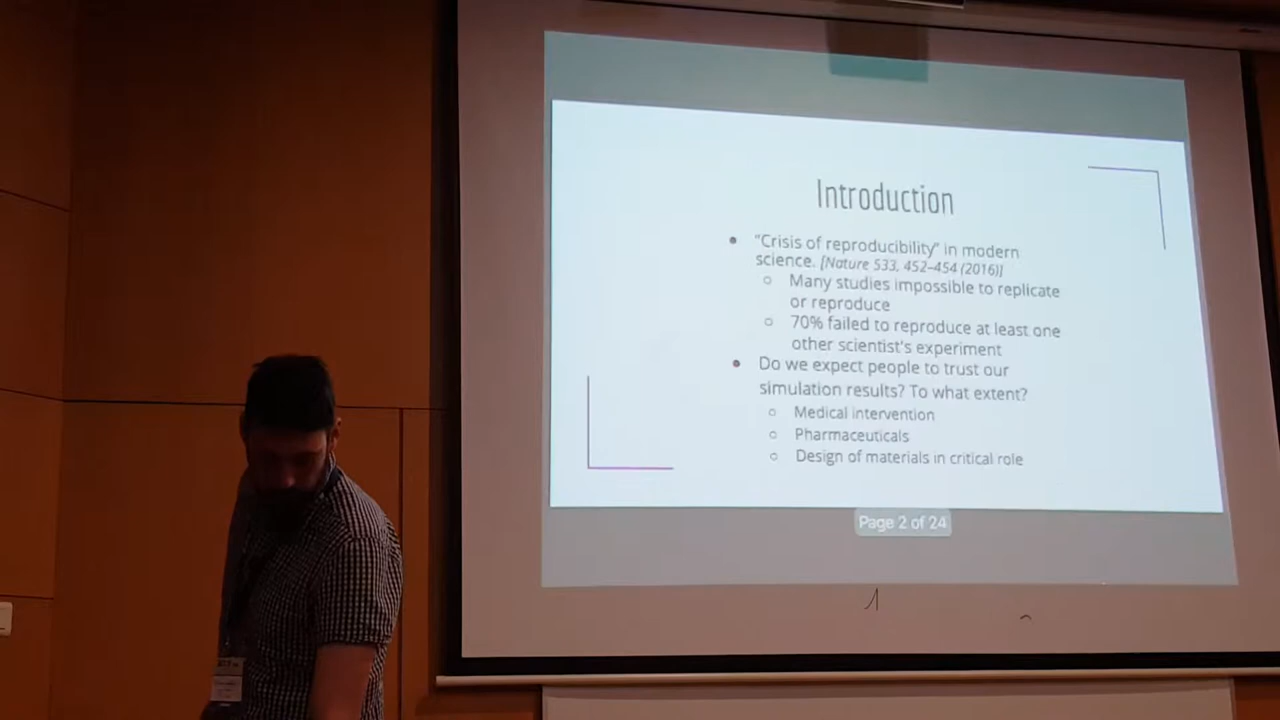 Introduction
● "Crisis of reproducibility" in modern
science. [Nature 533, 452–454 (2016)]
○ Many studies impossible to replicate
or reproduce
○ 70% failed to reproduce at least one
other scientist's experiment
● Do we expect people to trust our
simulation results? To what extent?
○ Medical intervention
○ Pharmaceuticals
○ Design of materials in critical role
Page 2 of 24